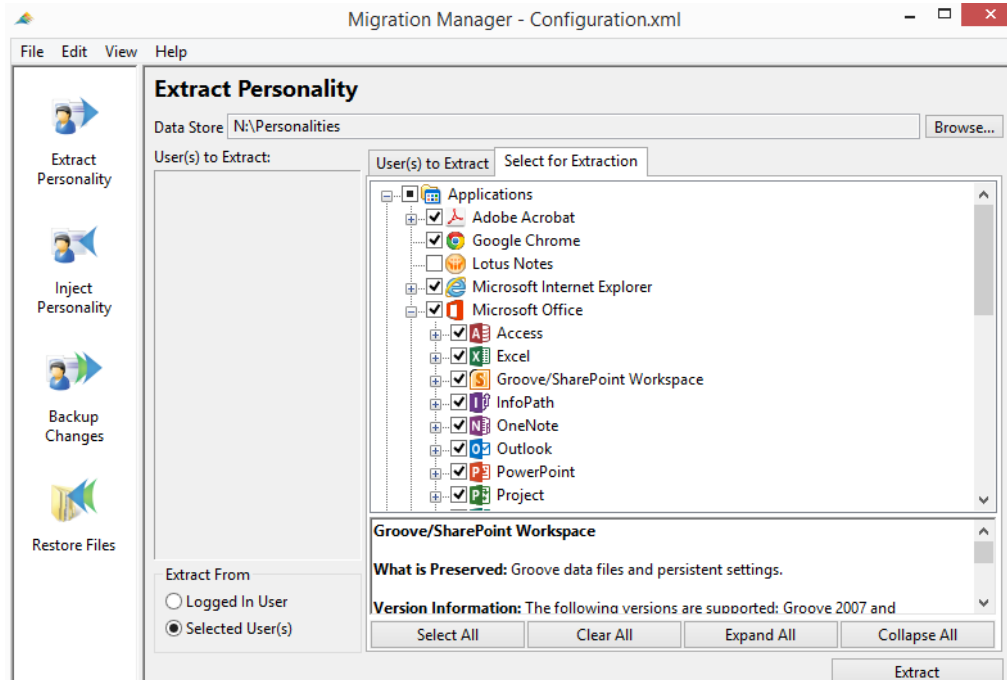 Migration Manager - Configuration.xml
File Edit View Help
Extract Personality
Inject Personality
Backup Changes
Restore Files
Extract Personality
Data Store N:\Personalities Browse...
User(s) to Extract:
Extract From
Logged In User
Selected User(s)
User(s) to Extract Select for Extraction
Applications
Adobe Acrobat
Google Chrome
Lotus Notes
Microsoft Internet Explorer
Microsoft Office
Access
Excel
Groove/SharePoint Workspace
InfoPath
OneNote
Outlook
PowerPoint
Project
Groove/SharePoint Workspace
What is Preserved: Groove data files and persistent settings.
Version Information: The following versions are supported: Groove 2007 and
Select All Clear All Expand All Collapse All
Extract